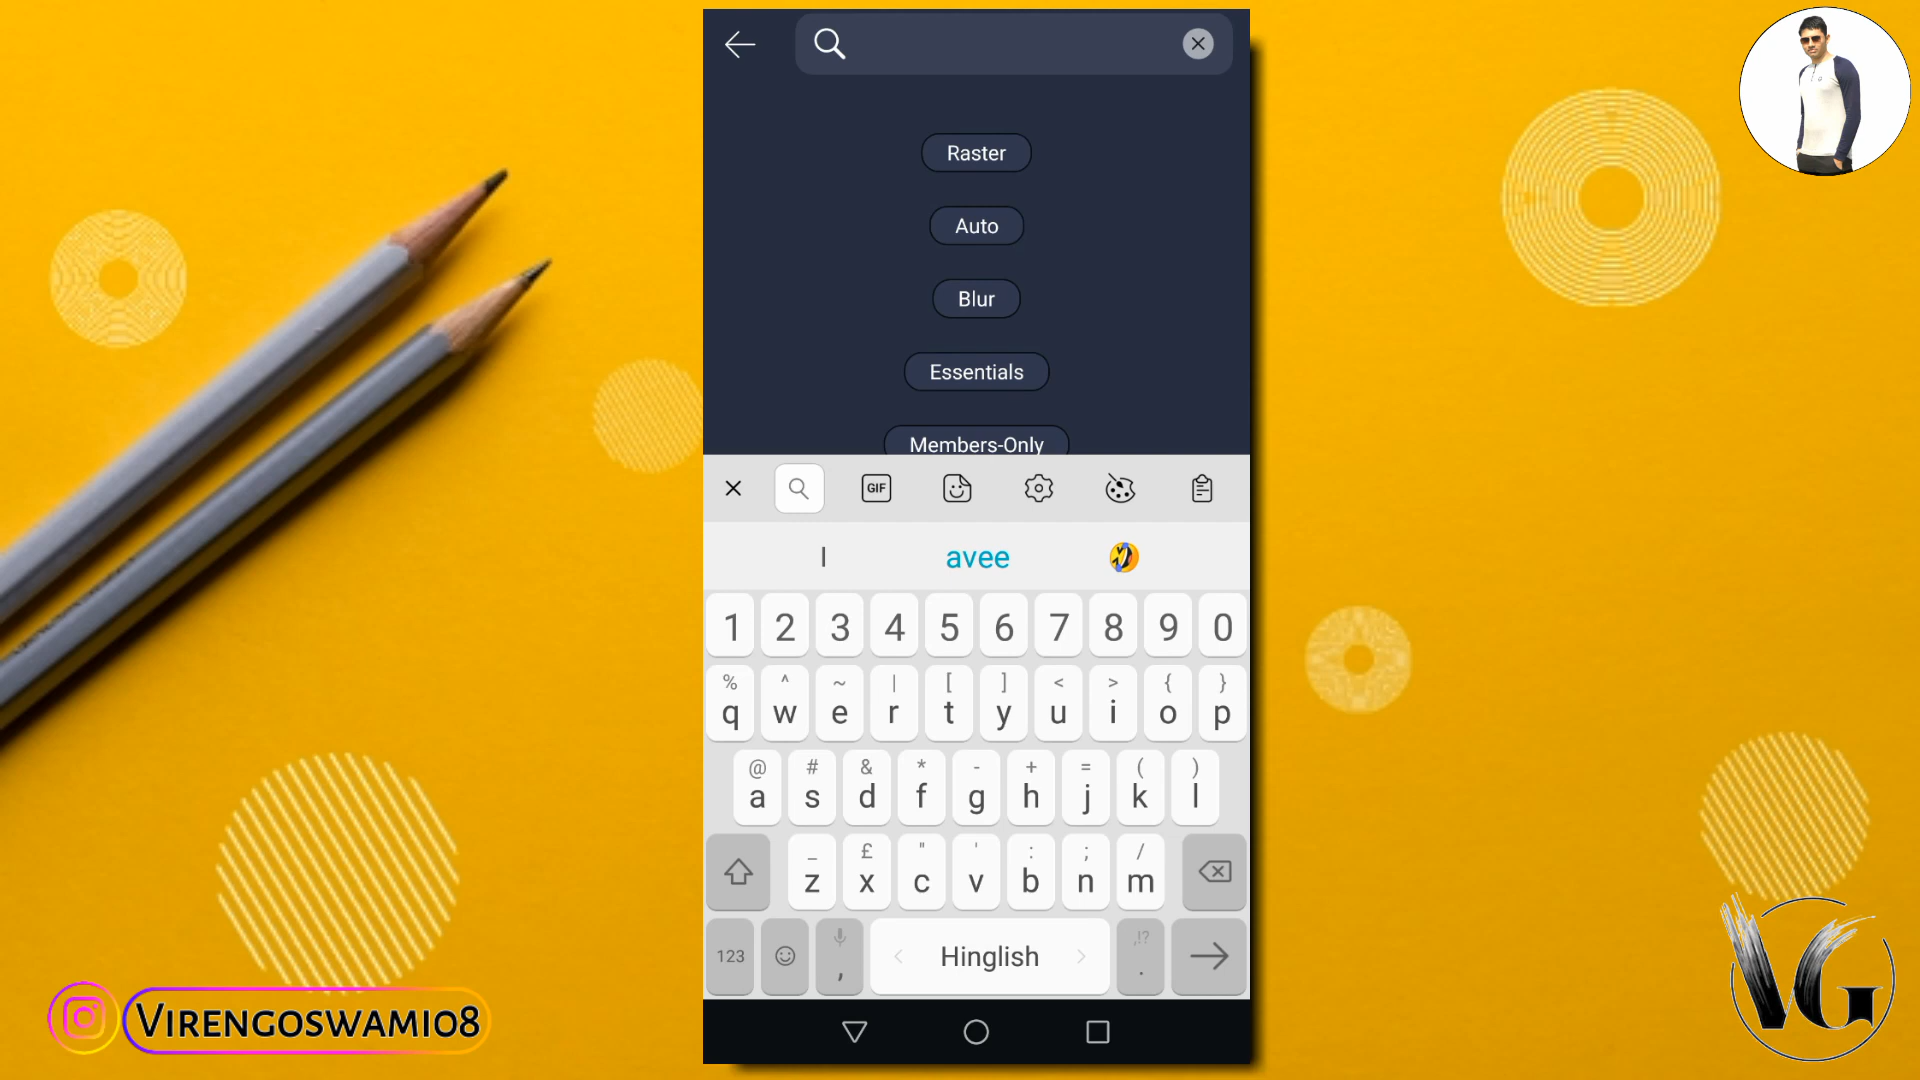 Raster
Auto
Blur
Essentials
Members-Only
GIF
I avee 🤣
1 2 3 4 5 6 7 8 9 0
% ^ ~ | [ ] < > { }
q w e r t y u i o p
@ # & * - + = ( )
a s d f g h j k l
_ £ " ' : ; /
z x c v b n m
,!?
123 , < Hinglish > .
VIRENGOSWAMI08
VG